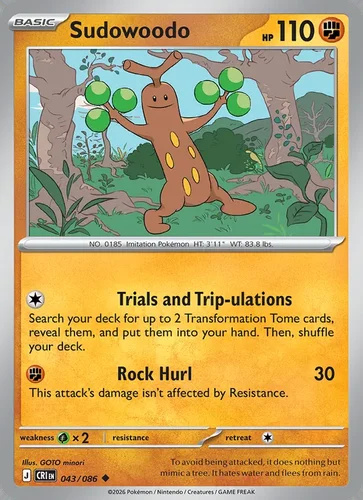 BASIC
Sudowoodo
HP 110
NO. 0185 Imitation Pokémon HT: 3'11" WT: 83.8 lbs.
Trials and Trip-ulations
Search your deck for up to 2 Transformation Tome cards,
reveal them, and put them into your hand. Then, shuffle
your deck.
Rock Hurl 30
This attack's damage isn't affected by Resistance.
weakness ×2 resistance retreat
Illus. GOTO minori
To avoid being attacked, it does nothing but
J CRI EN 043/086
mimic a tree. It hates water and flees from rain.
©2026 Pokémon / Nintendo / Creatures / GAME FREAK